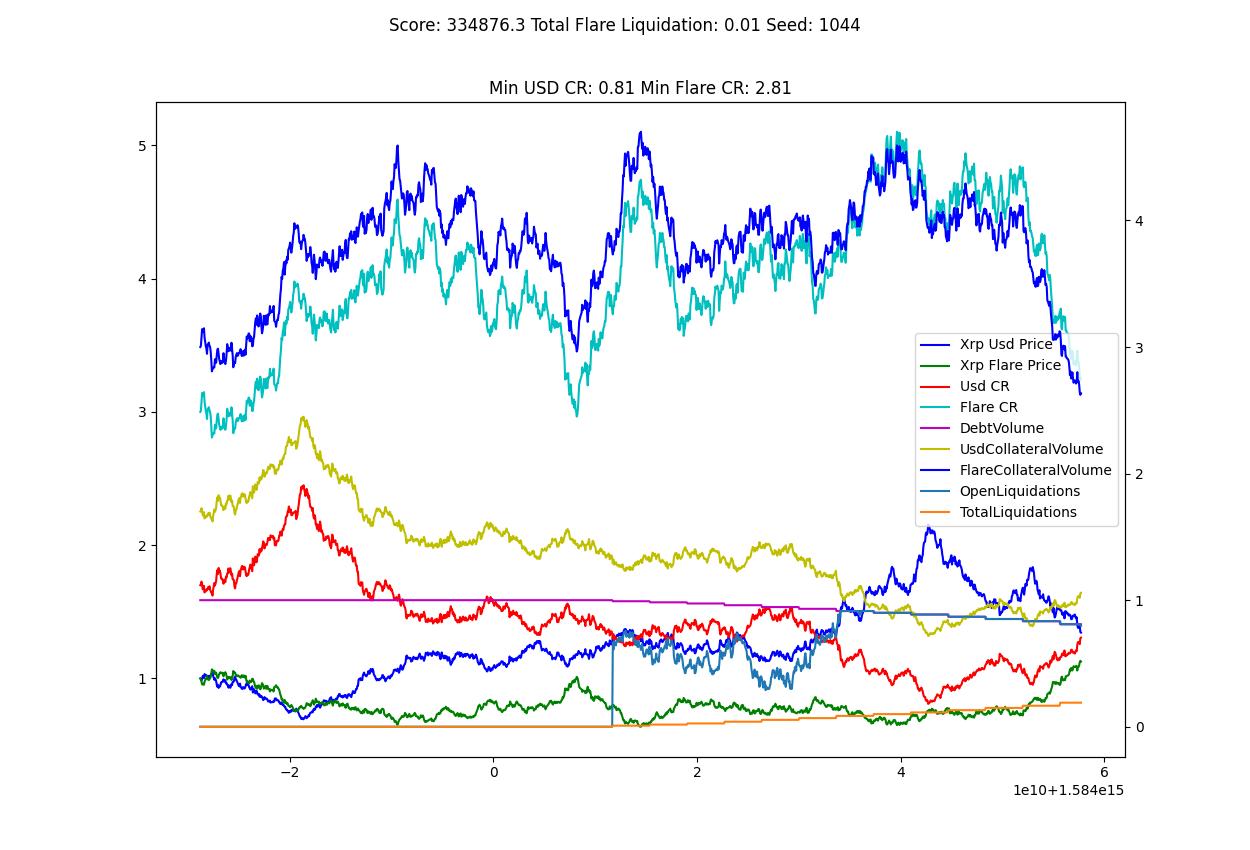 Score: 334876.3 Total Flare Liquidation: 0.01 Seed: 1044
Min USD CR: 0.81 Min Flare CR: 2.81
5
4
3
2
1
4
3
2
1
0
Xrp Usd Price
Xrp Flare Price
Usd CR
Flare CR
DebtVolume
UsdCollateralVolume
FlareCollateralVolume
OpenLiquidations
TotalLiquidations
−2 0 2 4 6
1e10+1.584e15